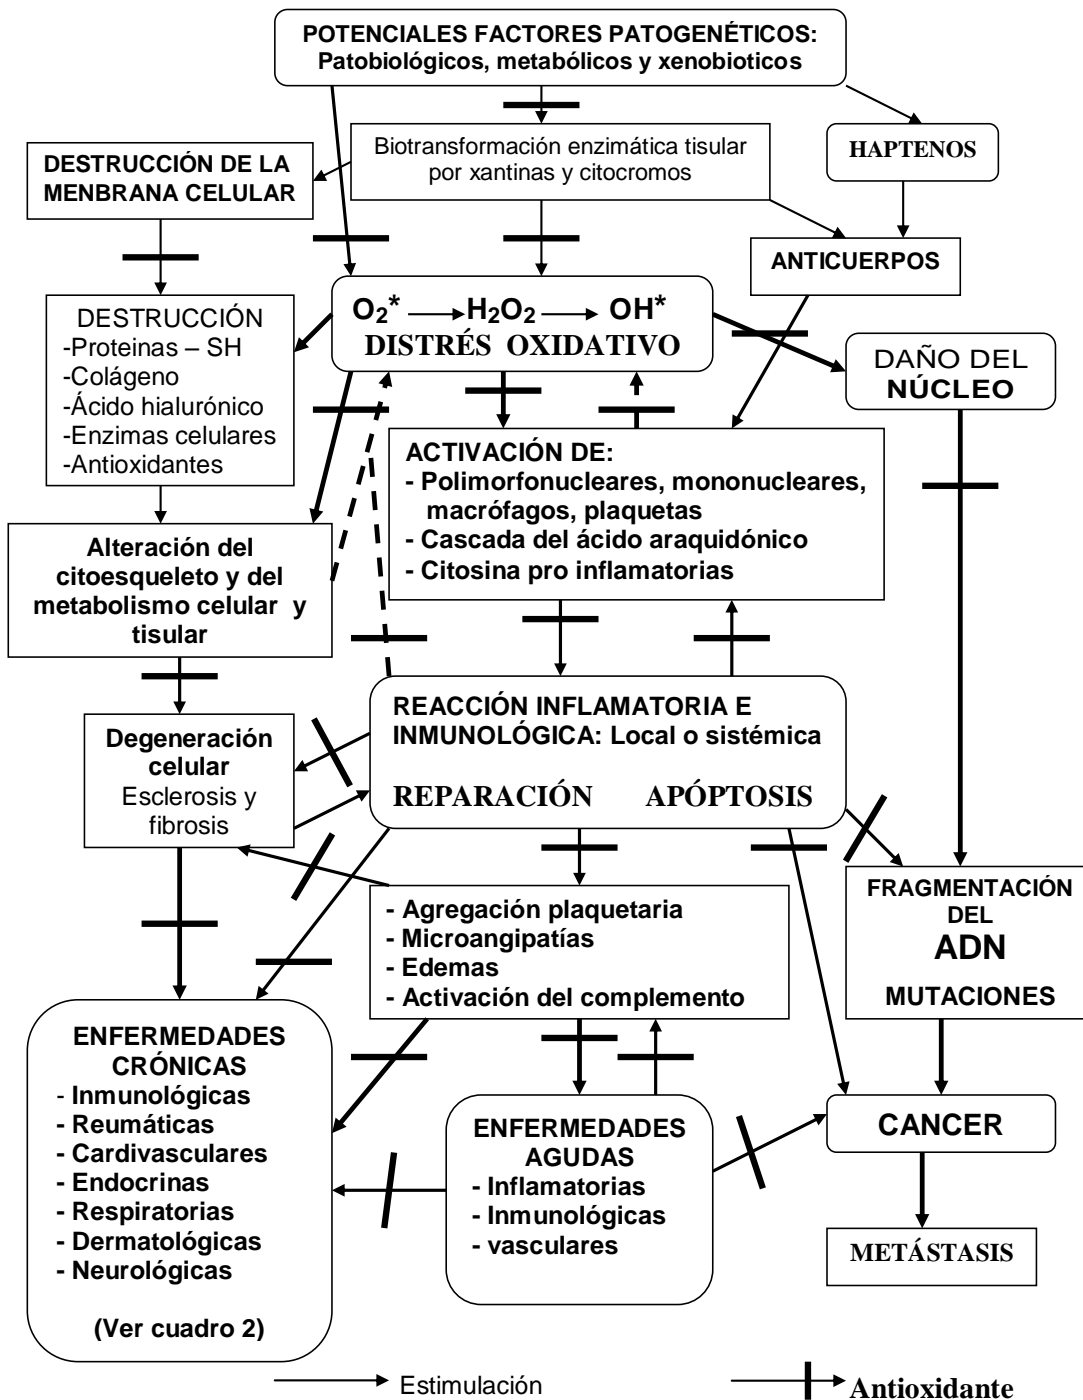 POTENCIALES FACTORES PATOGENÉTICOS:
Patobiológicos, metabólicos y xenobioticos
Biotransformación enzimática tisular
por xantinas y citocromos
HAPTENOS
DESTRUCCIÓN DE LA
MENBRANA CELULAR
ANTICUERPOS
O₂* H₂O₂ OH*
DISTRÉS OXIDATIVO
DESTRUCCIÓN
-Proteinas – SH
-Colágeno
-Ácido hialurónico
-Enzimas celulares
-Antioxidantes
DAÑO DEL
NÚCLEO
ACTIVACIÓN DE:
- Polimorfonucleares, mononucleares,
macrófagos, plaquetas
- Cascada del ácido araquidónico
- Citosina pro inflamatorias
Alteración del
citoesqueleto y del
metabolismo celular y
tisular
REACCIÓN INFLAMATORIA E
INMUNOLÓGICA: Local o sistémica
REPARACIÓN APÓPTOSIS
Degeneración
celular
Esclerosis y
fibrosis
- Agregación plaquetaria
- Microangipatías
- Edemas
- Activación del complemento
FRAGMENTACIÓN
DEL
ADN
MUTACIONES
ENFERMEDADES
CRÓNICAS
- Inmunológicas
- Reumáticas
- Cardivasculares
- Endocrinas
- Respiratorias
- Dermatológicas
- Neurológicas
(Ver cuadro 2)
ENFERMEDADES
AGUDAS
- Inflamatorias
- Inmunológicas
- vasculares
CANCER
METÁSTASIS
Estimulación
Antioxidante